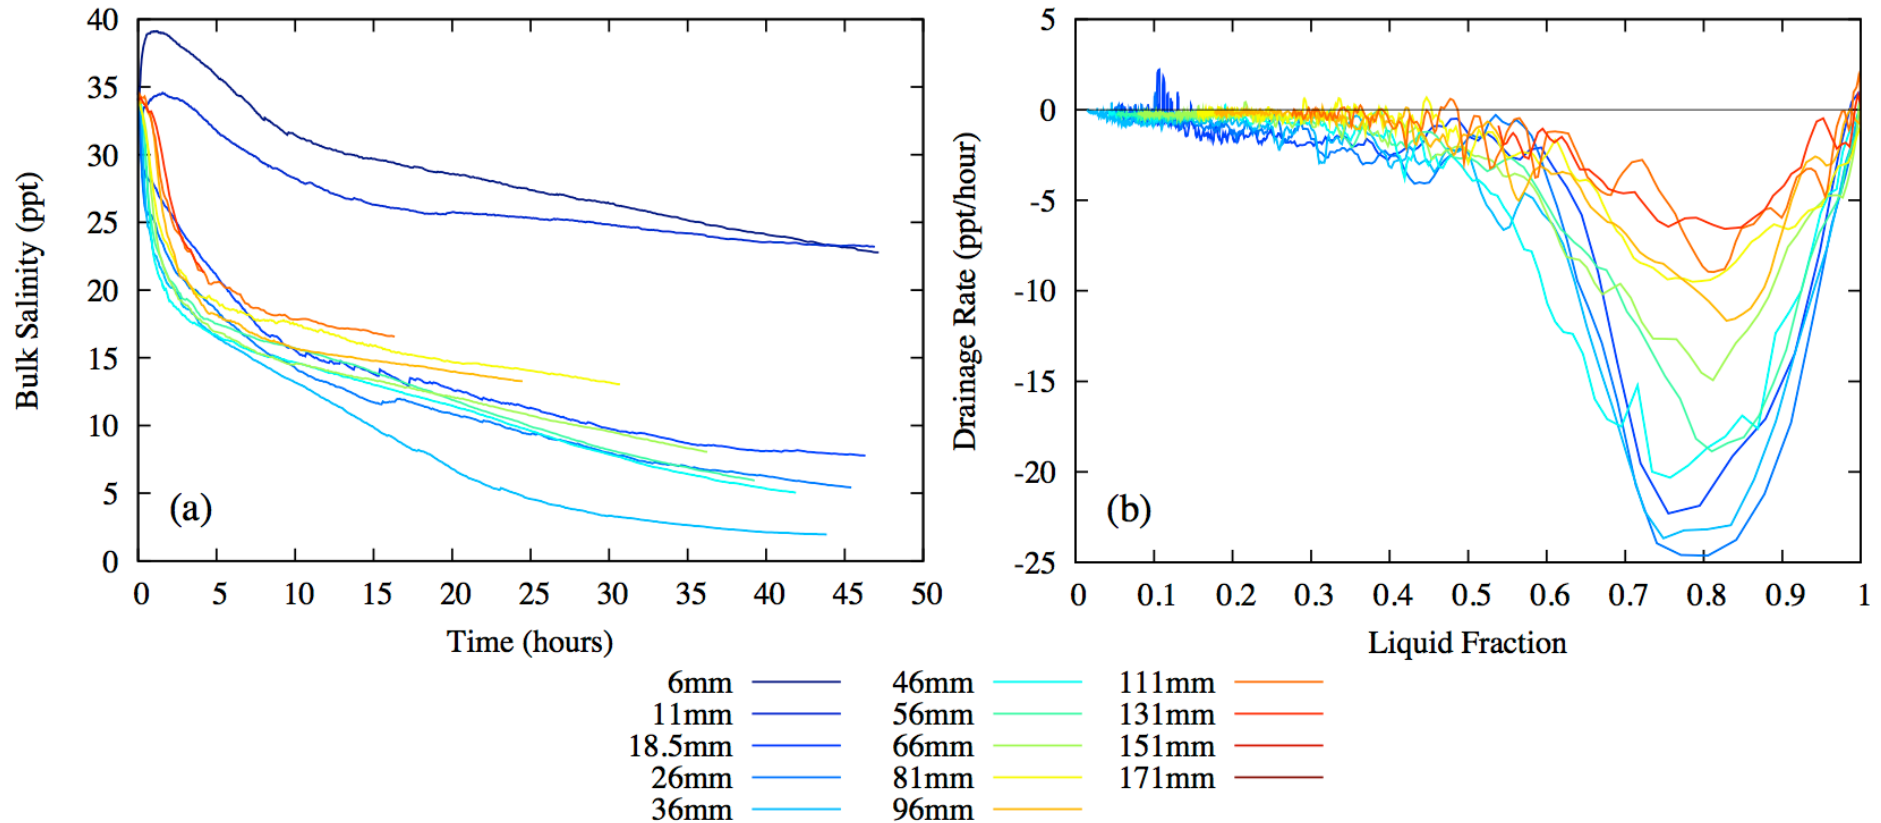 40
35
30
25
20
15
10
5
0
0 5 10 15 20 25 30 35 40 45 50
Bulk Salinity (ppt)
Time (hours)
(a)
5
0
-5
-10
-15
-20
-25
0 0.1 0.2 0.3 0.4 0.5 0.6 0.7 0.8 0.9 1
Drainage Rate (ppt/hour)
Liquid Fraction
(b)
6mm 46mm 111mm
11mm 56mm 131mm
18.5mm 66mm 151mm
26mm 81mm 171mm
36mm 96mm